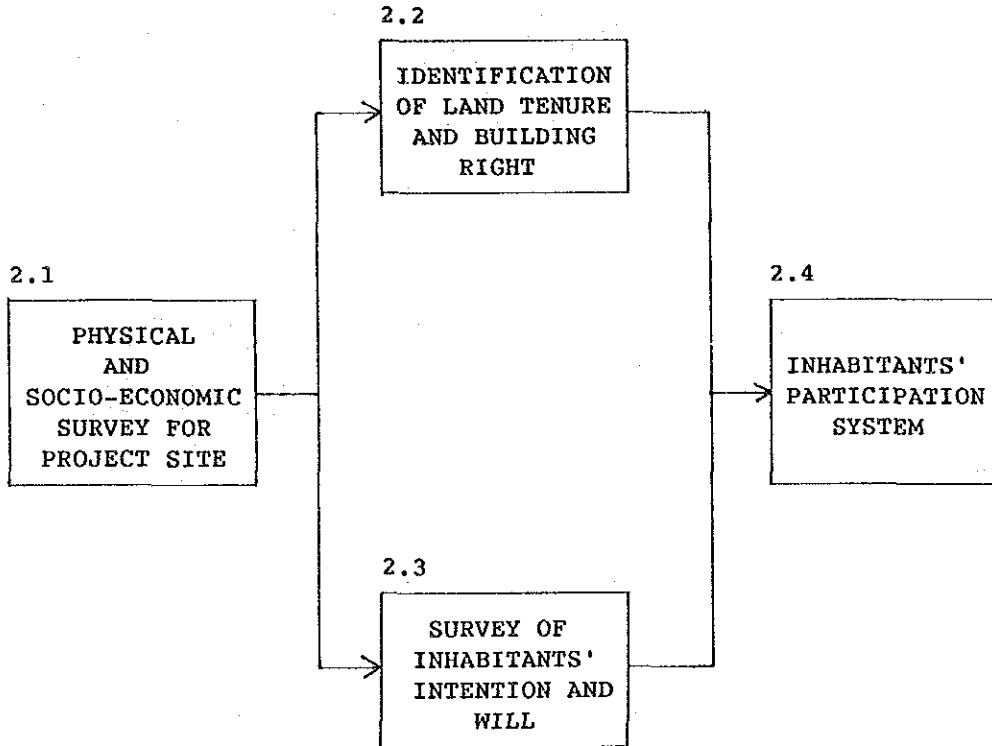 2.2
IDENTIFICATION
OF LAND TENURE
AND BUILDING
RIGHT
2.1
PHYSICAL
AND
SOCIO-ECONOMIC
SURVEY FOR
PROJECT SITE
2.4
INHABITANTS'
PARTICIPATION
SYSTEM
2.3
SURVEY OF
INHABITANTS'
INTENTION AND
WILL